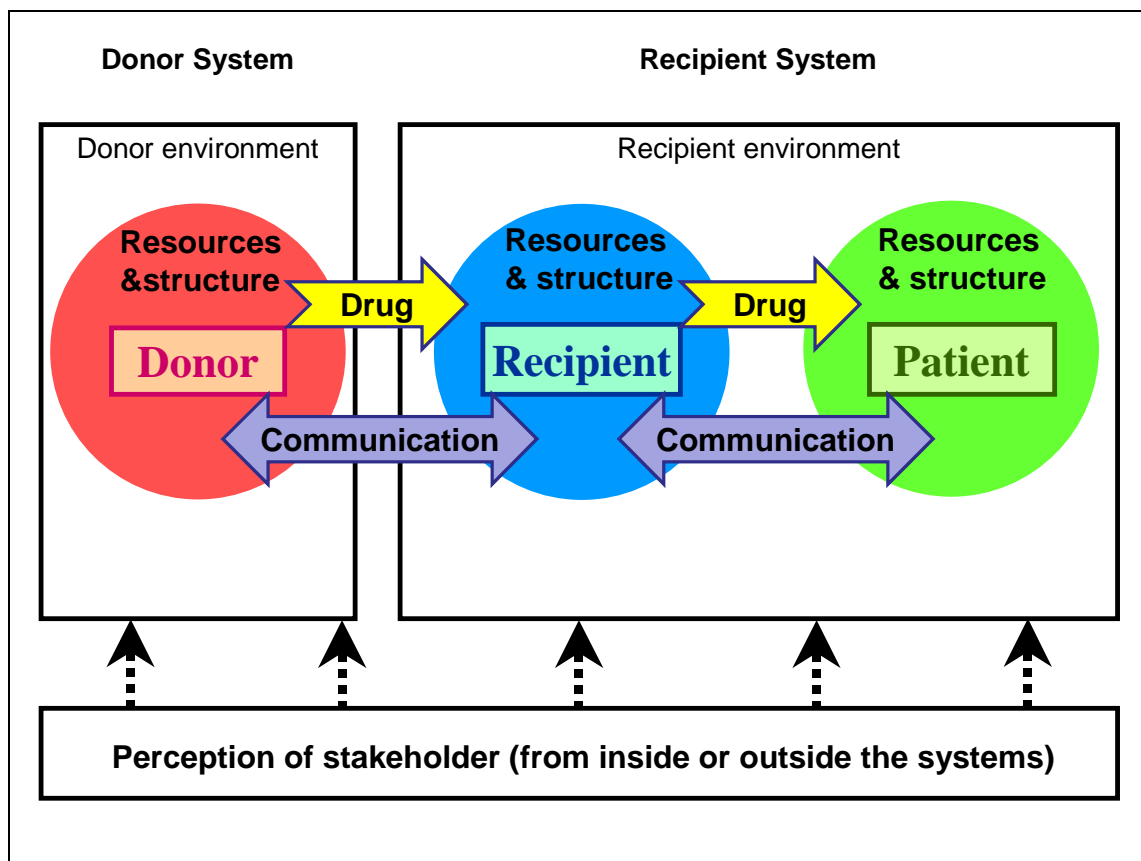 Donor System
Recipient System
Donor environment
Recipient environment
Resources
&structure
Resources
& structure
Resources
& structure
Drug
Drug
Donor
Recipient
Patient
Communication
Communication
Perception of stakeholder (from inside or outside the systems)